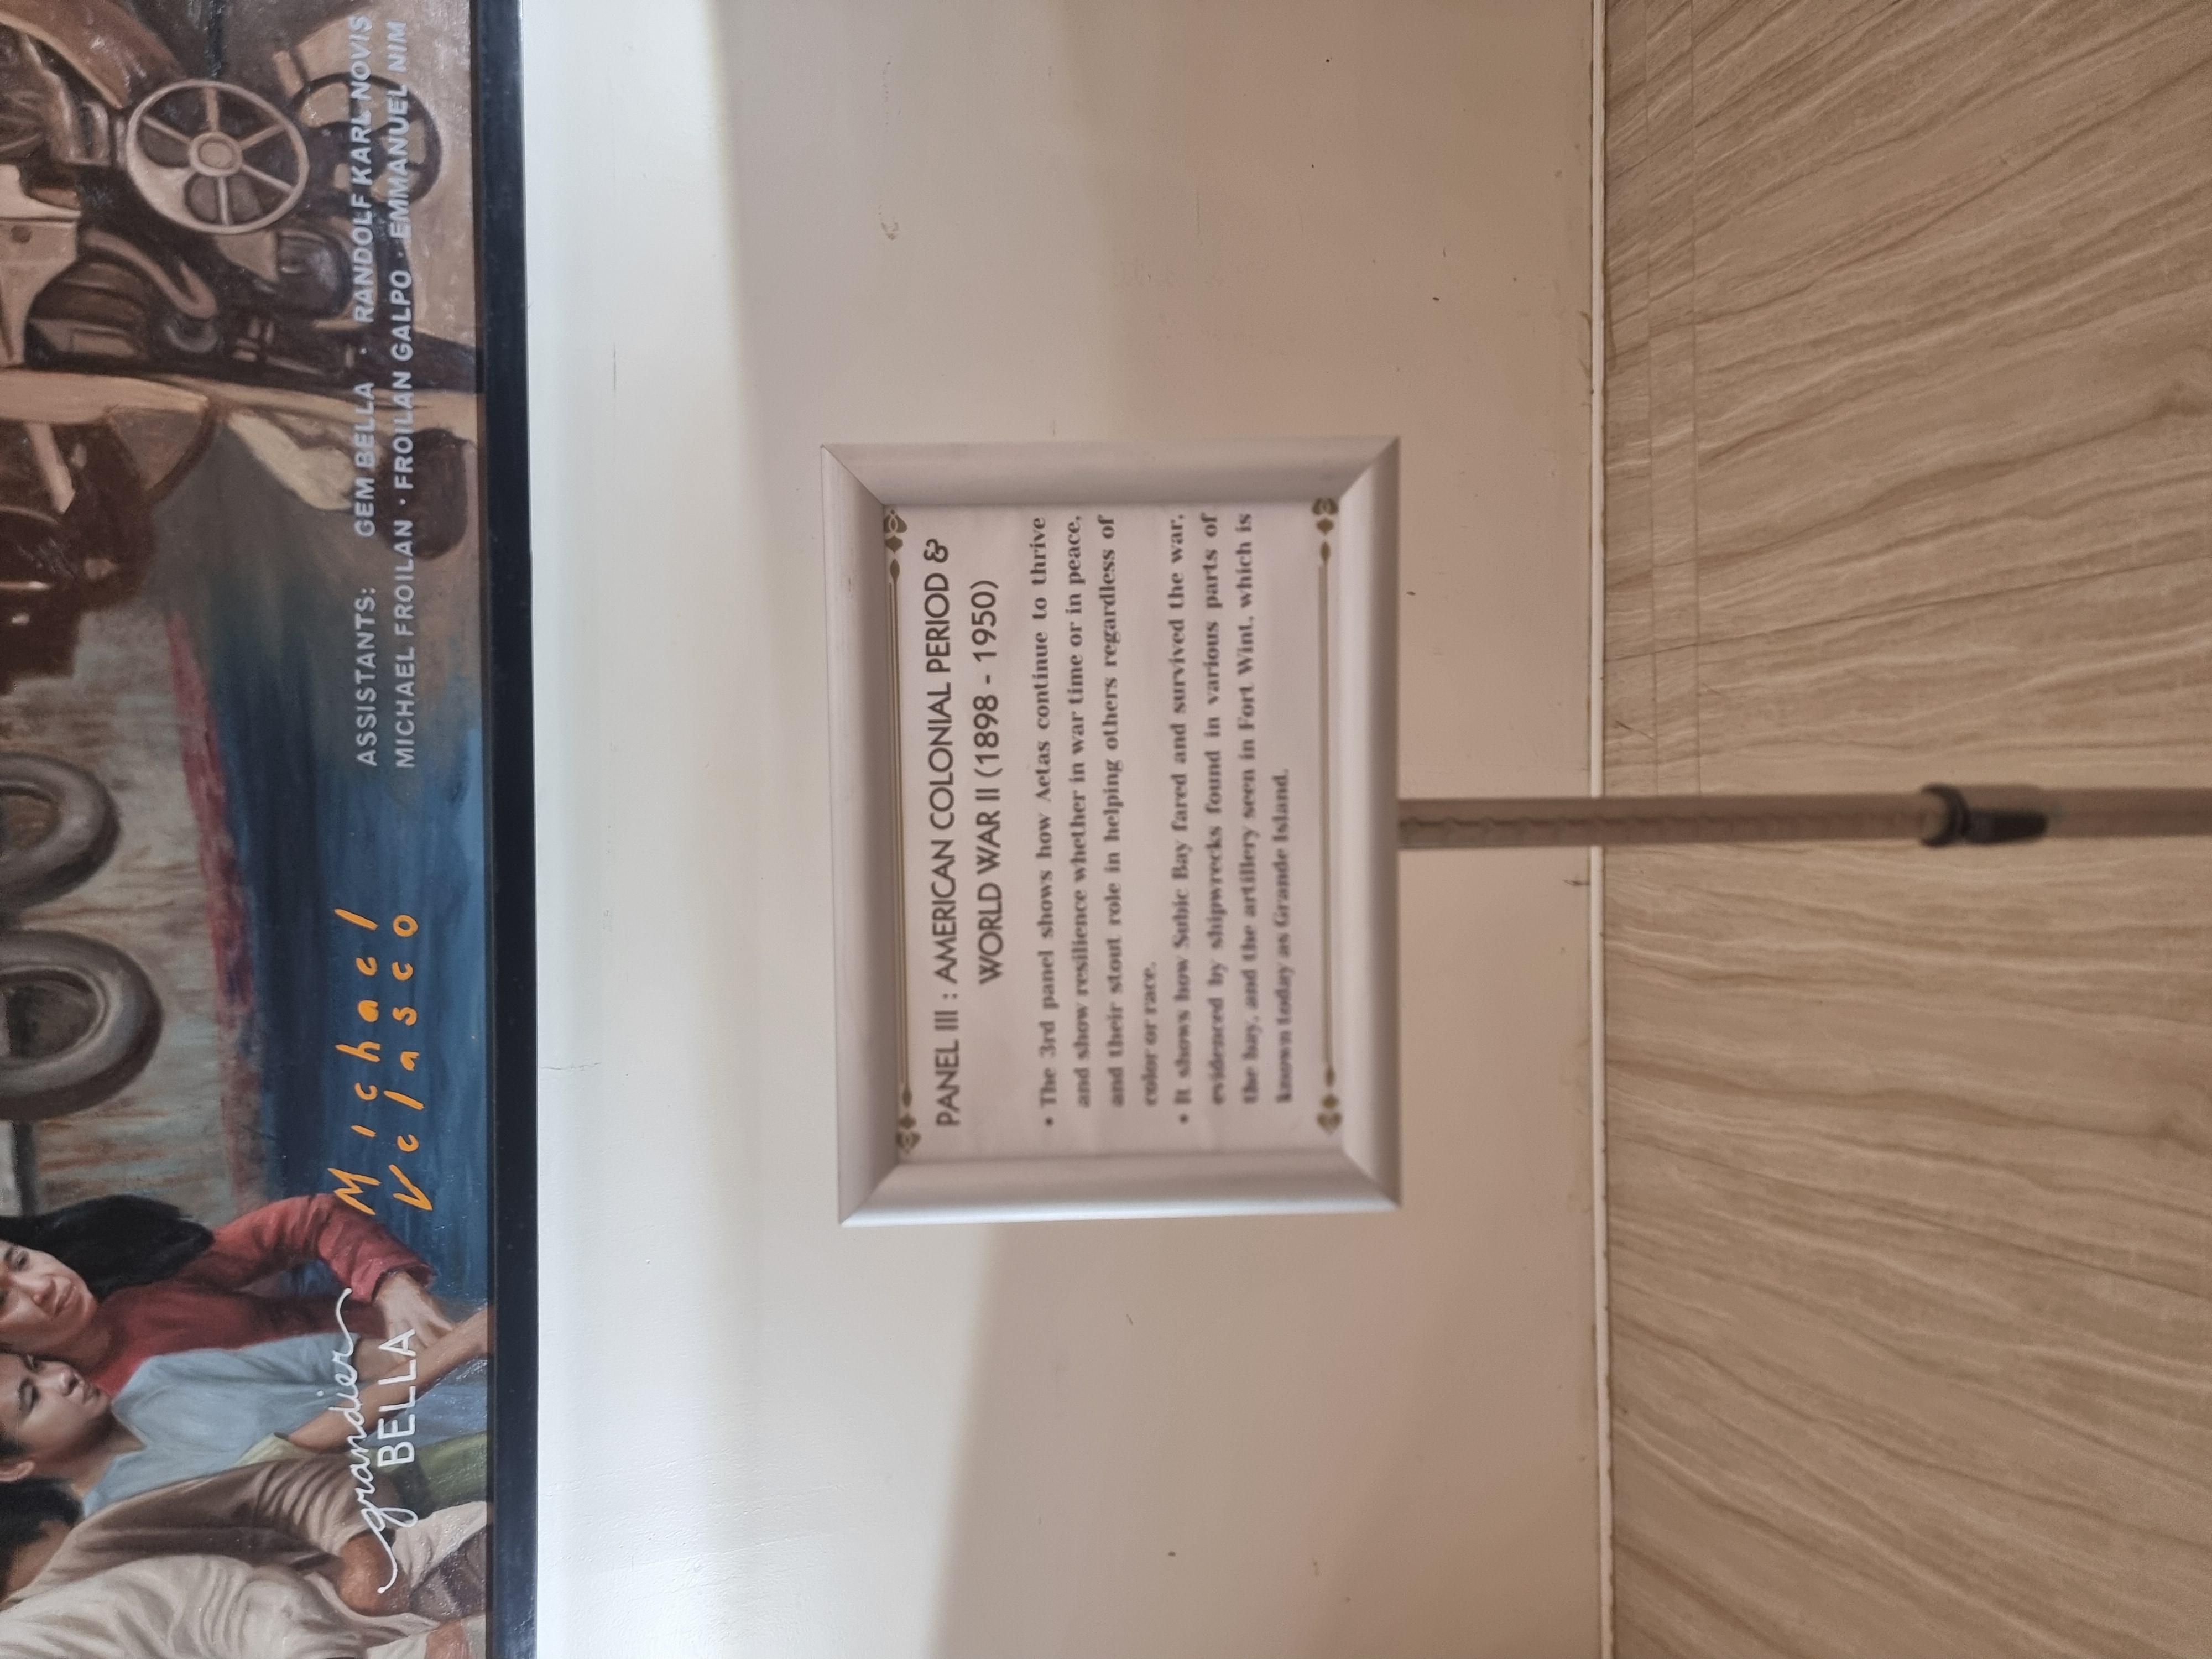 grandier
BELLA
Michael
Velasco
ASSISTANTS: GEM BELLA · RANDOLF KARL NOVIS
MICHAEL FROILAN · FROILAN GALPO · EMMANUEL NIM
PANEL III : AMERICAN COLONIAL PERIOD &
WORLD WAR II (1898 - 1950)
• The 3rd panel shows how Aetas continue to thrive
and show resilience whether in war time or in peace,
and their stout role in helping others regardless of
color or race.
• It shows how Subic Bay fared and survived the war,
evidenced by shipwrecks found in various parts of
the bay, and the artillery seen in Fort Wint, which is
known today as Grande Island.